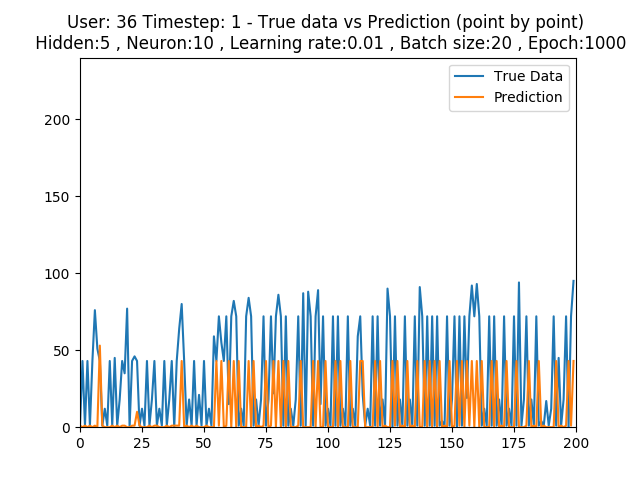 User: 36 Timestep: 1 - True data vs Prediction (point by point)
Hidden:5 , Neuron:10 , Learning rate:0.01 , Batch size:20 , Epoch:1000
True Data
Prediction
200
150
100
50
0
0 25 50 75 100 125 150 175 200